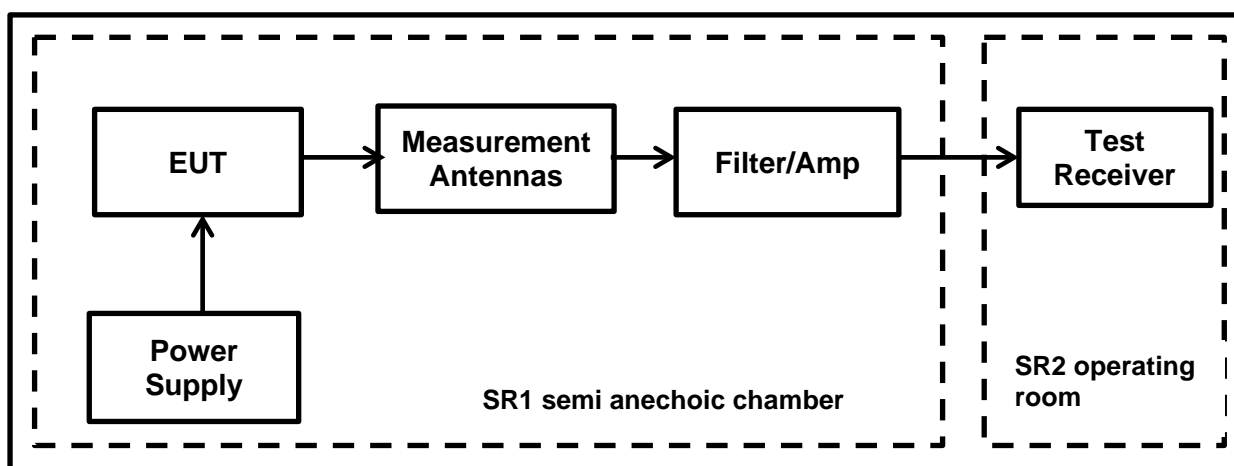 EUT
Measurement
Antennas
Filter/Amp
Test
Receiver
Power
Supply
SR1 semi anechoic chamber
SR2 operating
room